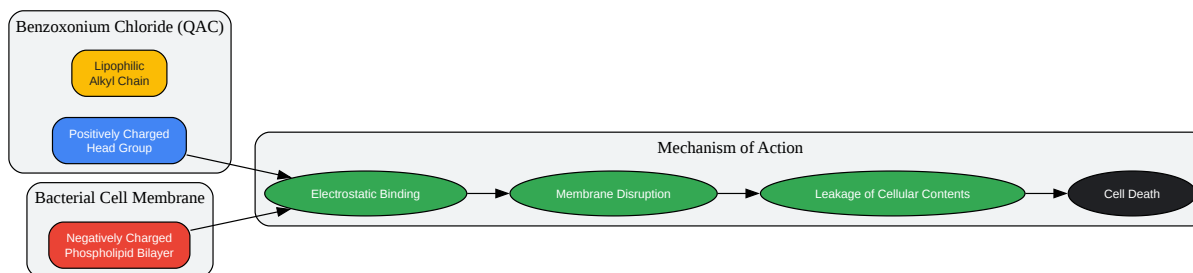 Benzoxonium Chloride (QAC)
Lipophilic
Alkyl Chain
Positively Charged
Head Group
Bacterial Cell Membrane
Negatively Charged
Phospholipid Bilayer
Mechanism of Action
Electrostatic Binding
Membrane Disruption
Leakage of Cellular Contents
Cell Death